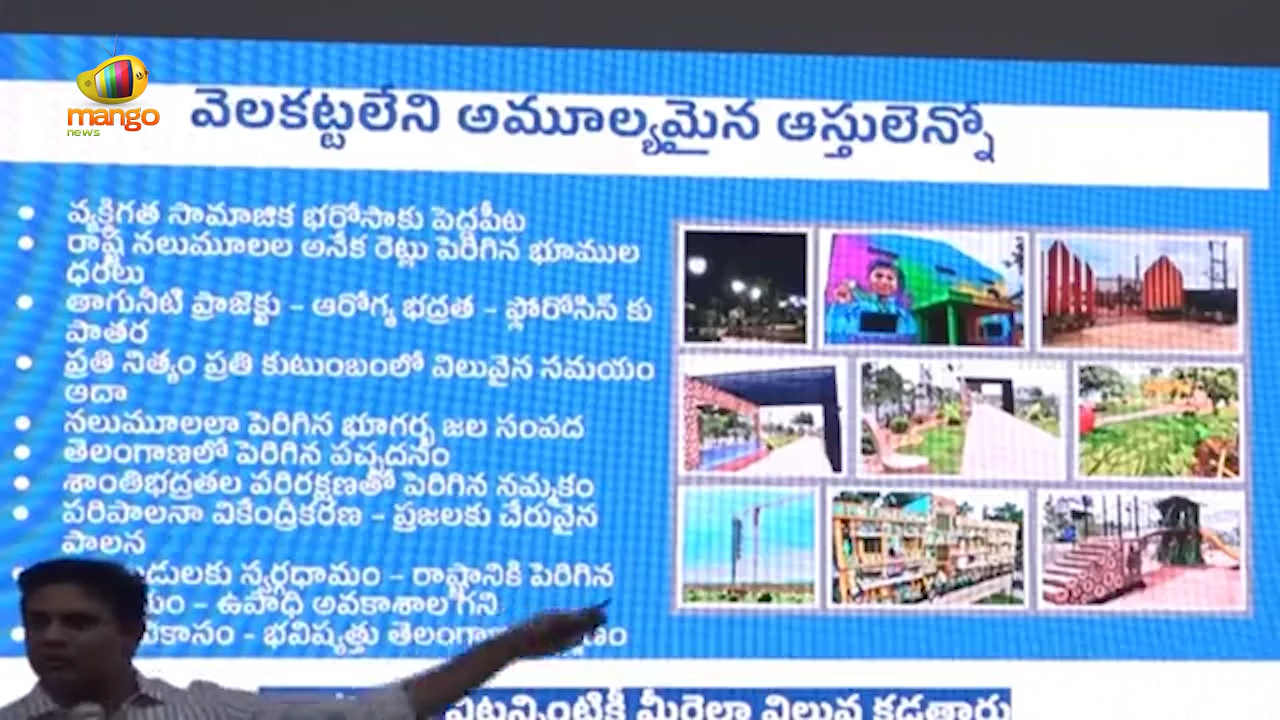 mango
news
వెలకట్టలేని అమూల్యమైన ఆస్తులెన్నో
వ్యక్తిగత సామాజిక భరోసాకు పెద్దపీట
రాష్ట్ర నలుమూలల అనేక రెట్లు పెరిగిన భూముల
ధరలు
తాగునీటి ప్రాజెక్టు – ఆరోగ్య భద్రత – ఫ్లోరోసిస్ కు
పాతర
ప్రతి నిత్యం ప్రతి కుటుంబంలో విలువైన సమయం
ఆదా
నలుమూలలా పెరిగిన భూగర్భ జల సంపద
తెలంగాణలో పెరిగిన పచ్చదనం
శాంతిభద్రతల పరిరక్షణతో పెరిగిన నమ్మకం
పరిపాలనా వికేంద్రీకరణ – ప్రజలకు చేరువైన
పాలన
స్వర్గధామం – రాష్ట్రానికి పెరిగిన
– ఉపాధి అవకాశాల గని
- భవిష్యత్తు
మీరెలా విలువ కడతారు